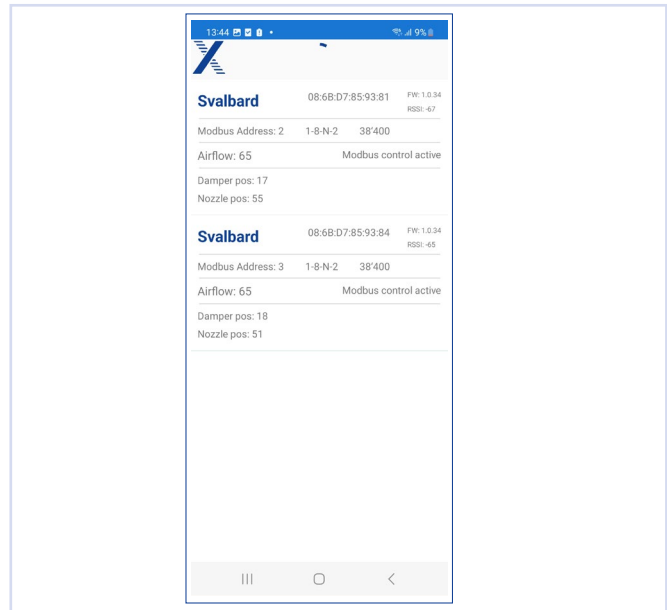 13:44 9%
Svalbard 08:6B:D7:85:93:81 FW: 1.0.34
RSSI: -67
Modbus Address: 2 1-8-N-2 38'400
Airflow: 65 Modbus control active
Damper pos: 17
Nozzle pos: 55
Svalbard 08:6B:D7:85:93:84 FW: 1.0.34
RSSI: -65
Modbus Address: 3 1-8-N-2 38'400
Airflow: 65 Modbus control active
Damper pos: 18
Nozzle pos: 51